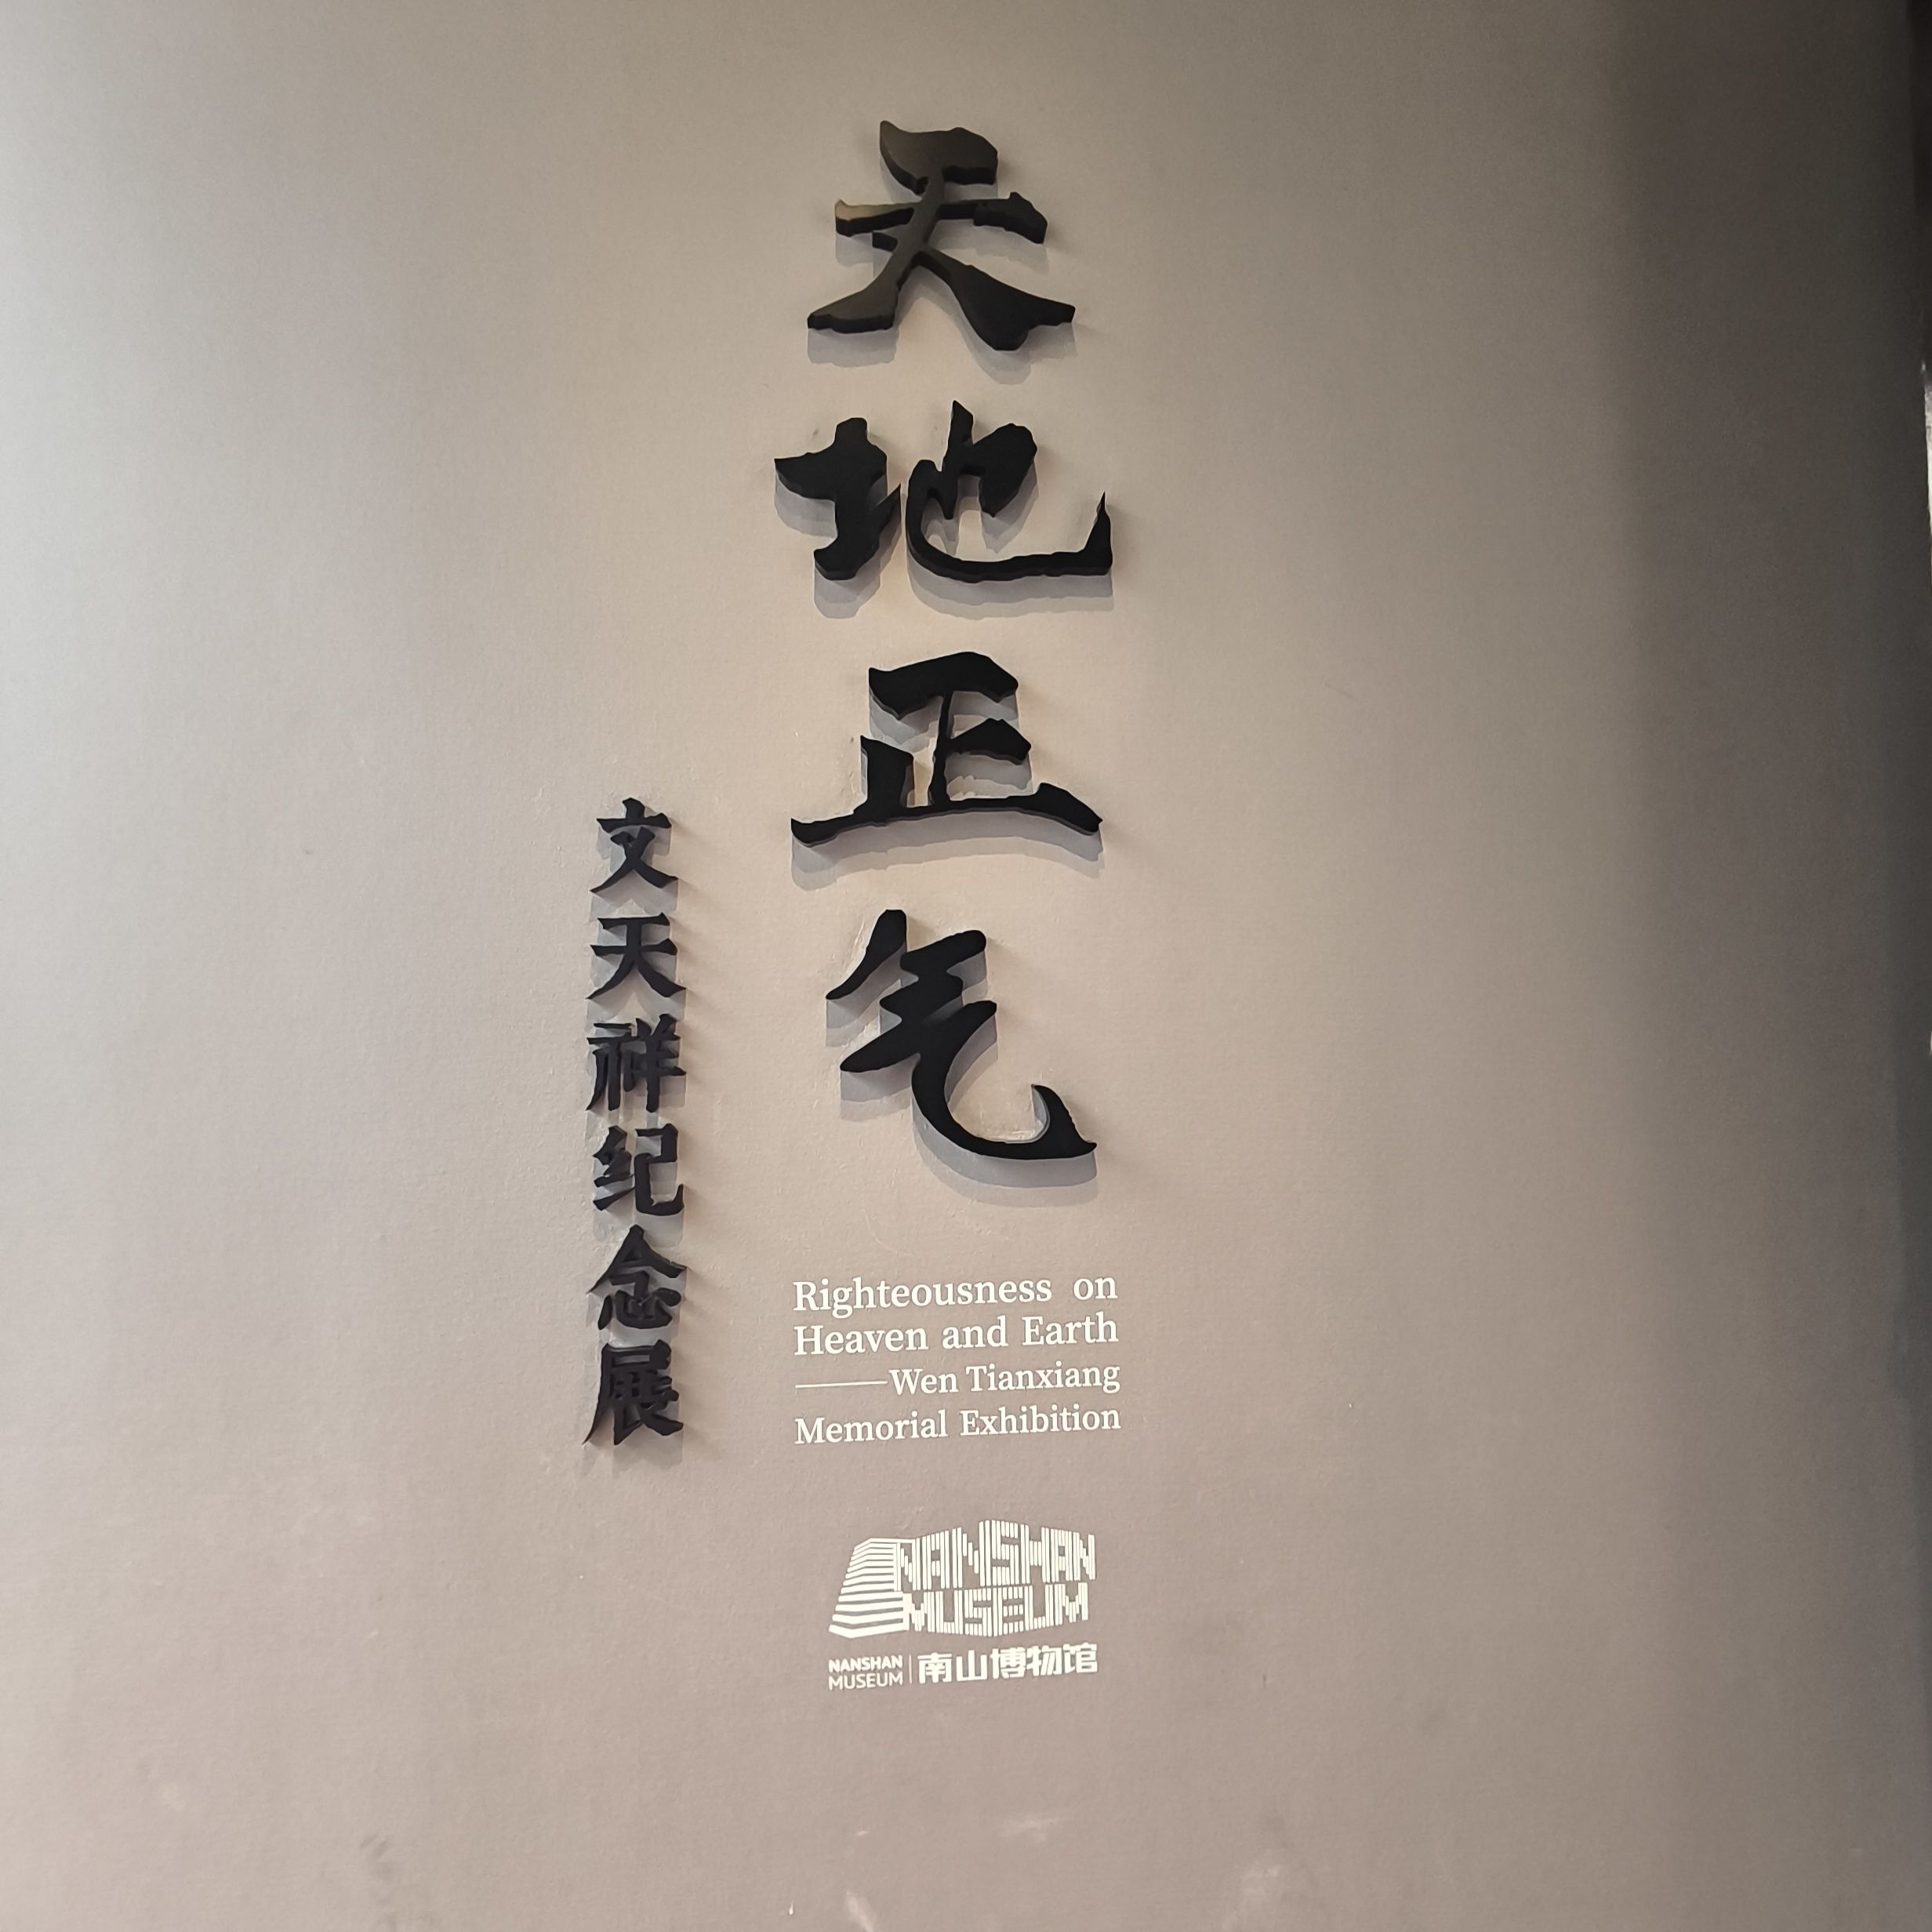 天地正气
文天祥纪念展
Righteousness on
Heaven and Earth
——Wen Tianxiang
Memorial Exhibition
NANSHAN
MUSEUM
NANSHAN
MUSEUM
南山博物馆